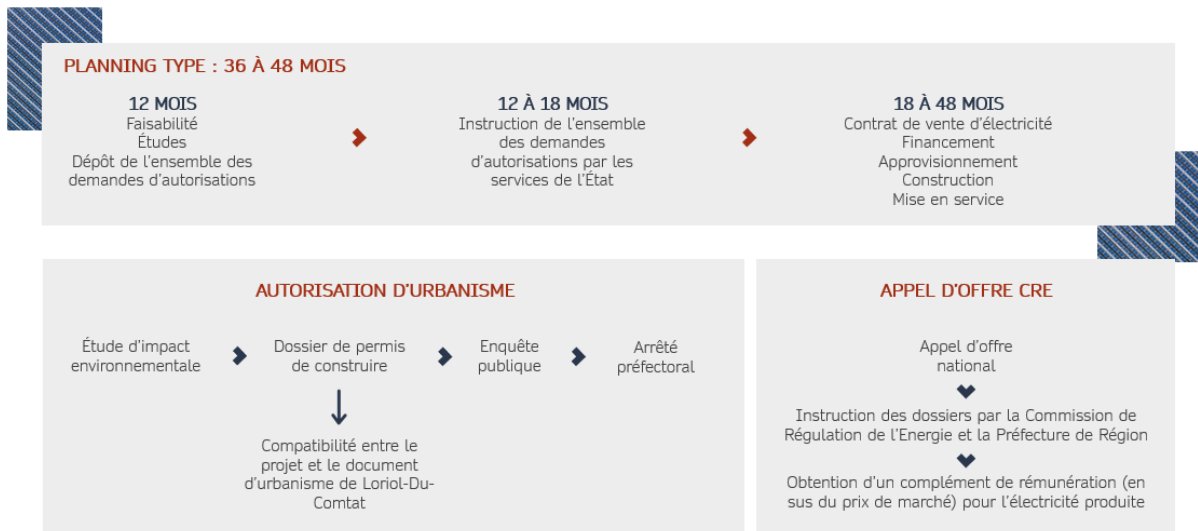 PLANNING TYPE : 36 À 48 MOIS
12 MOIS
Faisabilité
Études
Dépôt de l'ensemble des
demandes d'autorisations
12 À 18 MOIS
Instruction de l'ensemble
des demandes
d'autorisations par les
services de l'État
18 À 48 MOIS
Contrat de vente d'électricité
Financement
Approvisionnement
Construction
Mise en service
AUTORISATION D'URBANISME
Étude d'impact
environnementale
Dossier de permis
de construire
Enquête
publique
Arrêté
préfectoral
Compatibilité entre le
projet et le document
d'urbanisme de Loriol-Du-
Comtat
APPEL D'OFFRE CRE
Appel d'offre
national
Instruction des dossiers par la Commission de
Régulation de l'Energie et la Préfecture de Région
Obtention d'un complément de rémunération (en
sus du prix de marché) pour l'électricité produite